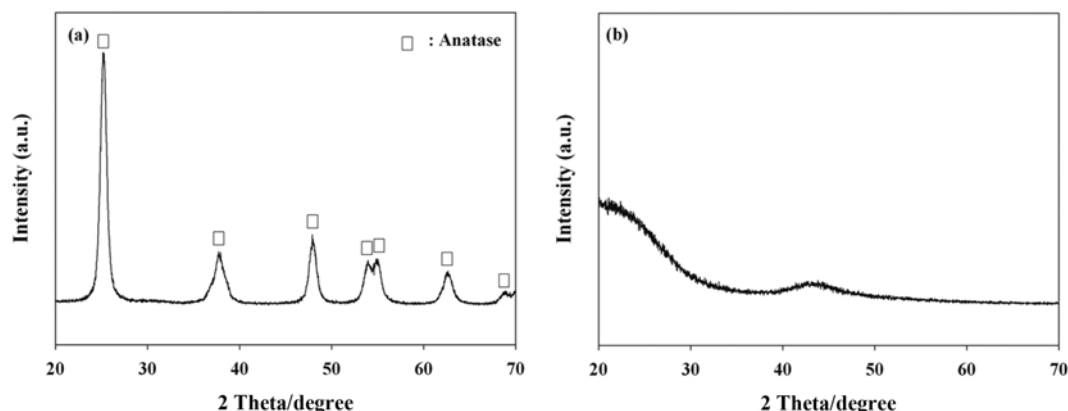 (a)
□ : Anatase
Intensity (a.u.)
20 30 40 50 60 70
2 Theta/degree
(b)
Intensity (a.u.)
20 30 40 50 60 70
2 Theta/degree